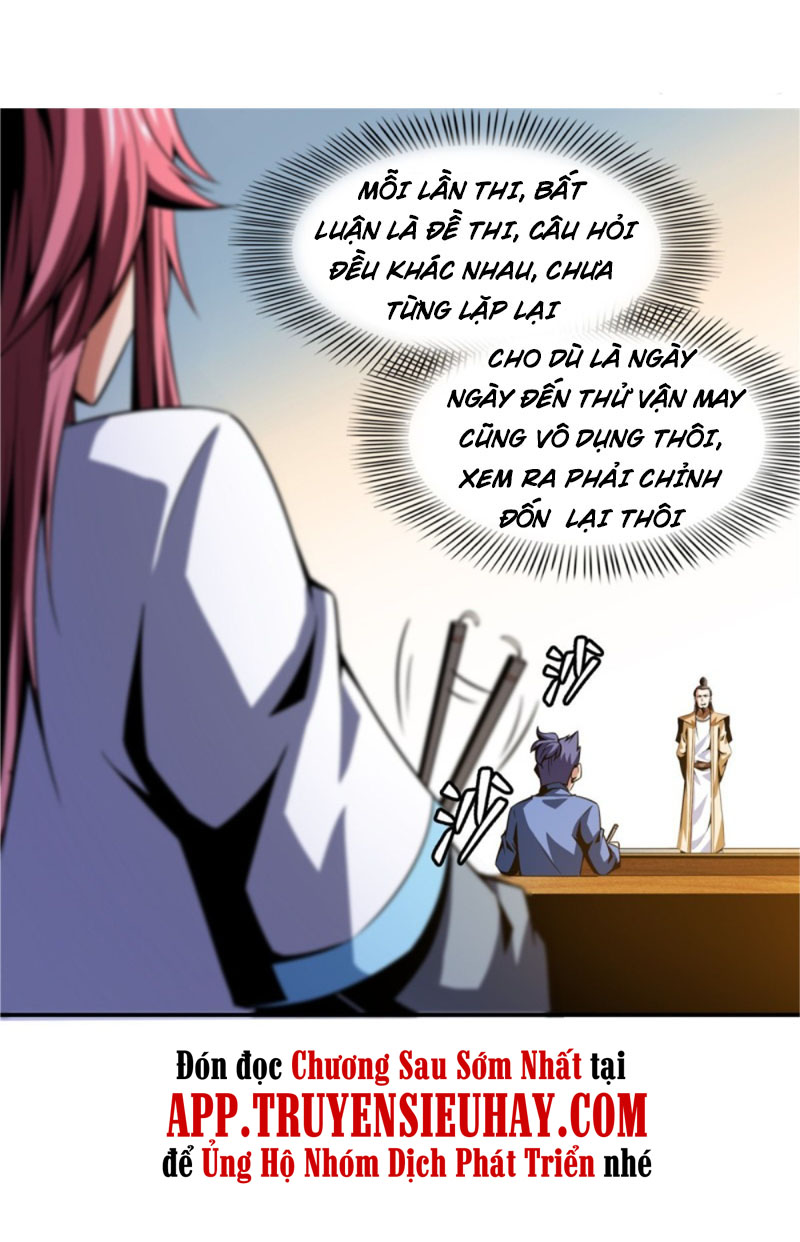 MỖI LẦN THI, BẤT
LUẬN LÀ ĐỀ THI, CÂU HỎI
ĐỀU KHÁC NHAU, CHƯA
TỪNG LẶP LẠI
CHO DÙ LÀ NGÀY
NGÀY ĐẾN THỬ VẬN MAY
CŨNG VÔ DỤNG THÔI,
XEM RA PHẢI CHỈNH
ĐỐN LẠI THÔI
沙
沙
Đón đọc Chương Sau Sớm Nhất tại
APP.TRUYENSIEUHAY.COM
để Ủng Hộ Nhóm Dịch Phát Triển nhé